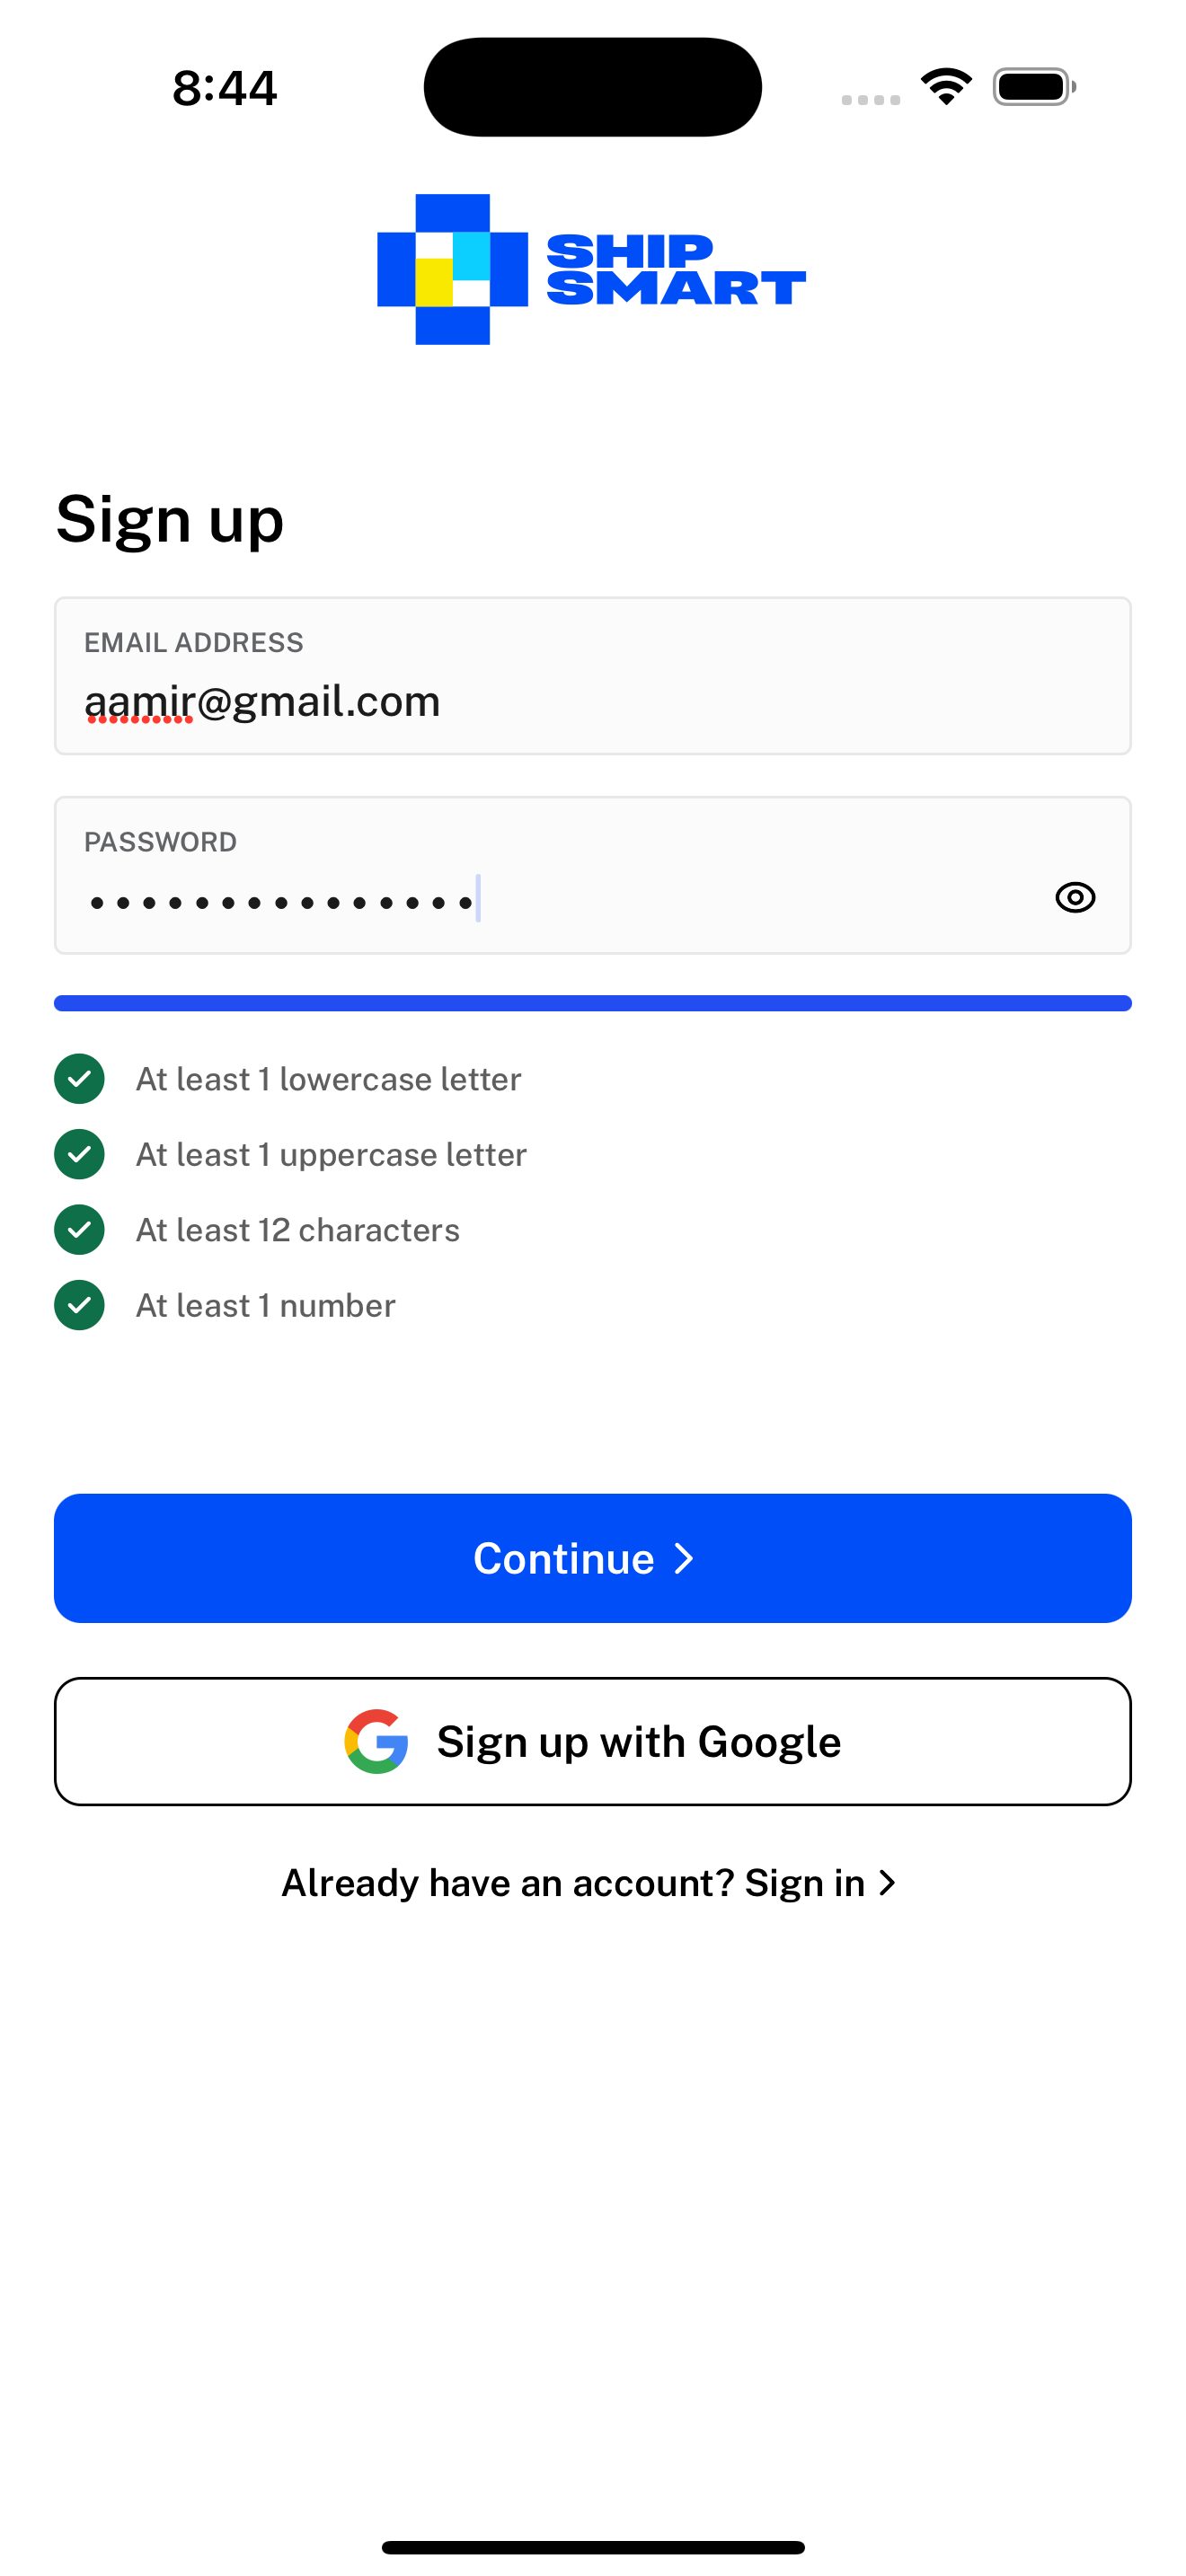 8:44
SHIP
SMART
Sign up
EMAIL ADDRESS
aamir@gmail.com
PASSWORD
•••••••••••••••
At least 1 lowercase letter
At least 1 uppercase letter
At least 12 characters
At least 1 number
Continue
Sign up with Google
Already have an account? Sign in